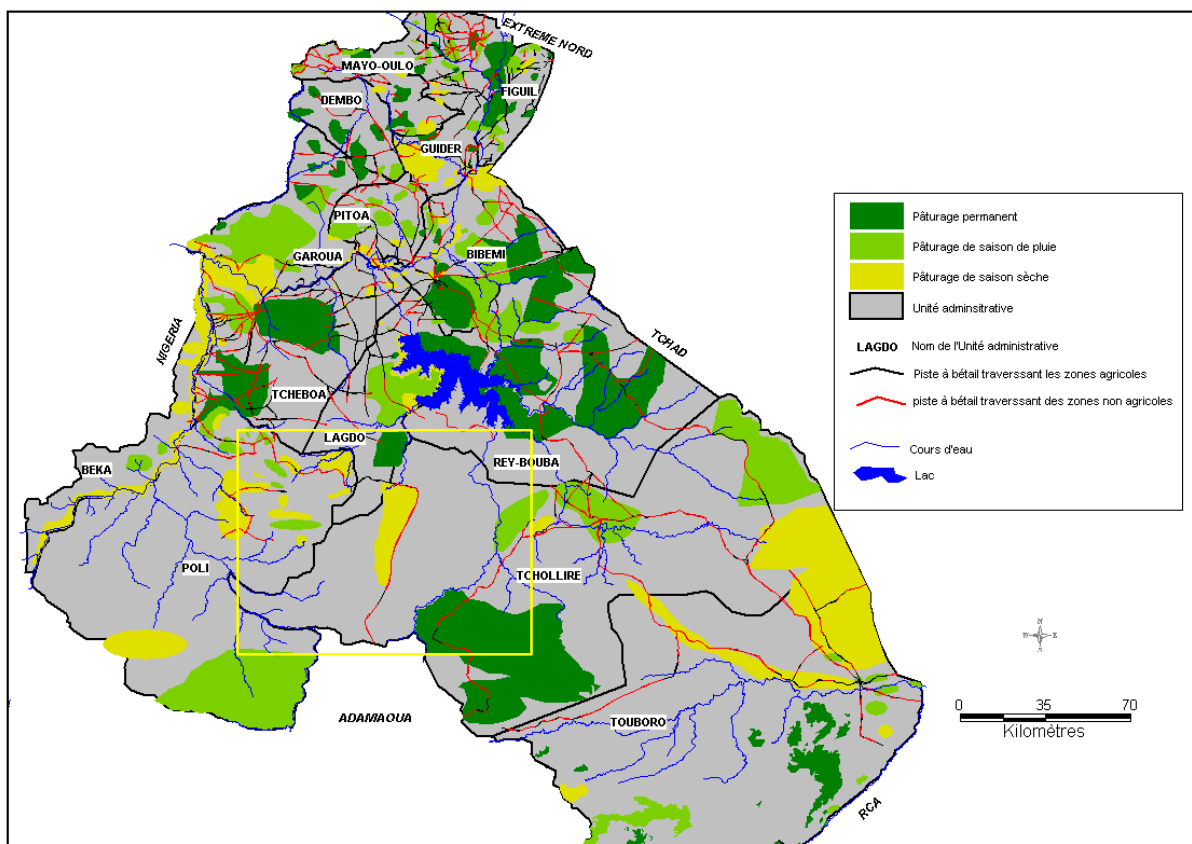 EXTREME NORD
MAYO-OULO
FIGUIL
DEMBO
GUIDER
PITOA
GAROUA
BIBEMI
NIGERIA
TCHAD
TCHEBOA
LAGDO
BEKA
REY-BOUBA
POLI
TCHOLLIRE
ADAMAOUA
TOUBORO
RCA
Pâturage permanent
Pâturage de saison de pluie
Pâturage de saison sèche
Unité adminsitrative
LAGDO Nom de l'Unité administrative
Piste à bétail traverssant les zones agricoles
piste à bétail traverssant des zones non agricoles
Cours d'eau
Lac
N
W E
S
0 35 70
Kilomètres